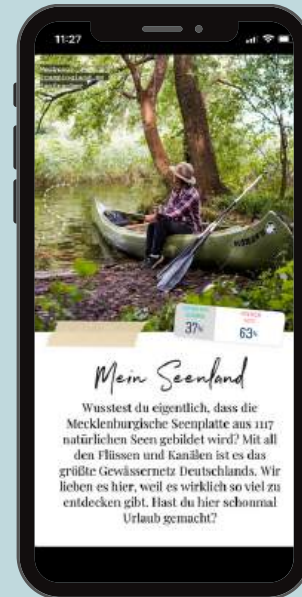 11:27
37%
63%
Mein Seenland
Wusstest du eigentlich, dass die
Mecklenburgische Seenplatte aus 1117
natürlichen Seen gebildet wird? Mit all
den Flüssen und Kanälen ist es das
größte Gewässernetz Deutschlands. Wir
lieben es hier, weil es wirklich so viel zu
entdecken gibt. Hast du hier schonmal
Urlaub gemacht?